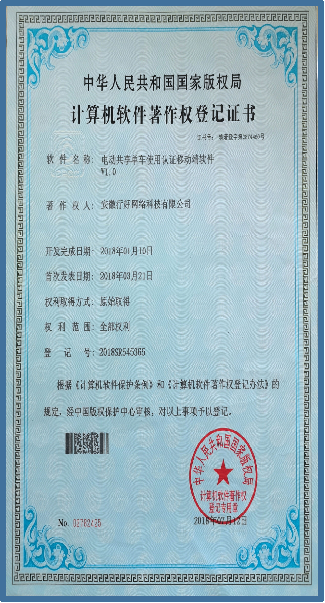 中华人民共和国国家版权局
计算机软件著作权登记证书
软件名称： 电动共享单车使用认证移动端软件
V1.0
著作权人： 安徽行好网络科技有限公司
开发完成日期： 2018年01月10日
首次发表日期： 2018年03月21日
权利取得方式： 原始取得
权利范围： 全部权利
登记号： 2018SR545365
根据《计算机软件保护条例》和《计算机软件著作权登记办法》的
规定，经中国版权保护中心审核，对以上事项予以登记。
中华人民共和国国家版权局
计算机软件著作权
登记专用章
No.
2018年07月12日